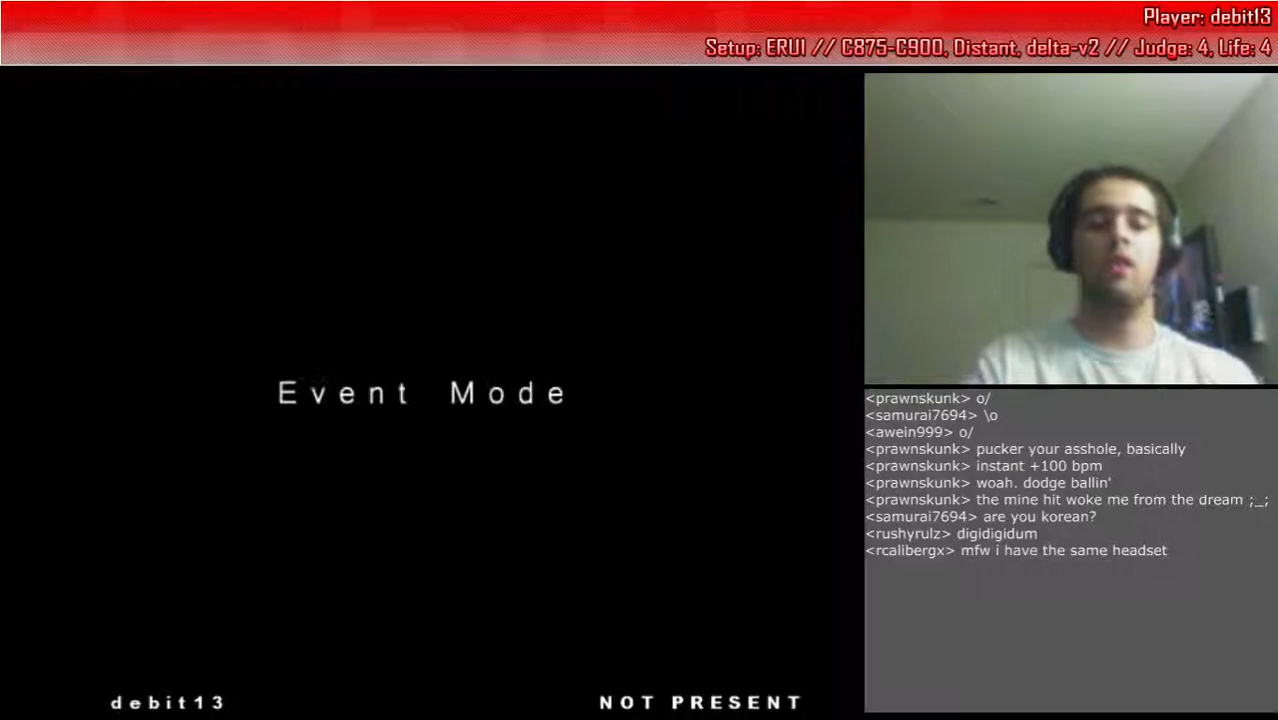 Player: debit13
Setup: ERUI // C875-C900, Distant, delta-v2 // Judge: 4, Life: 4
Event Mode
<prawnskunk> o/
<samurai7694> \o
<awein999> o/
<prawnskunk> pucker your asshole, basically
<prawnskunk> instant +100 bpm
<prawnskunk> woah. dodge ballin'
<prawnskunk> the mine hit woke me from the dream ;_;
<samurai7694> are you korean?
<rushyrulz> digidigidum
<rcalibergx> mfw i have the same headset
debit13
NOT PRESENT